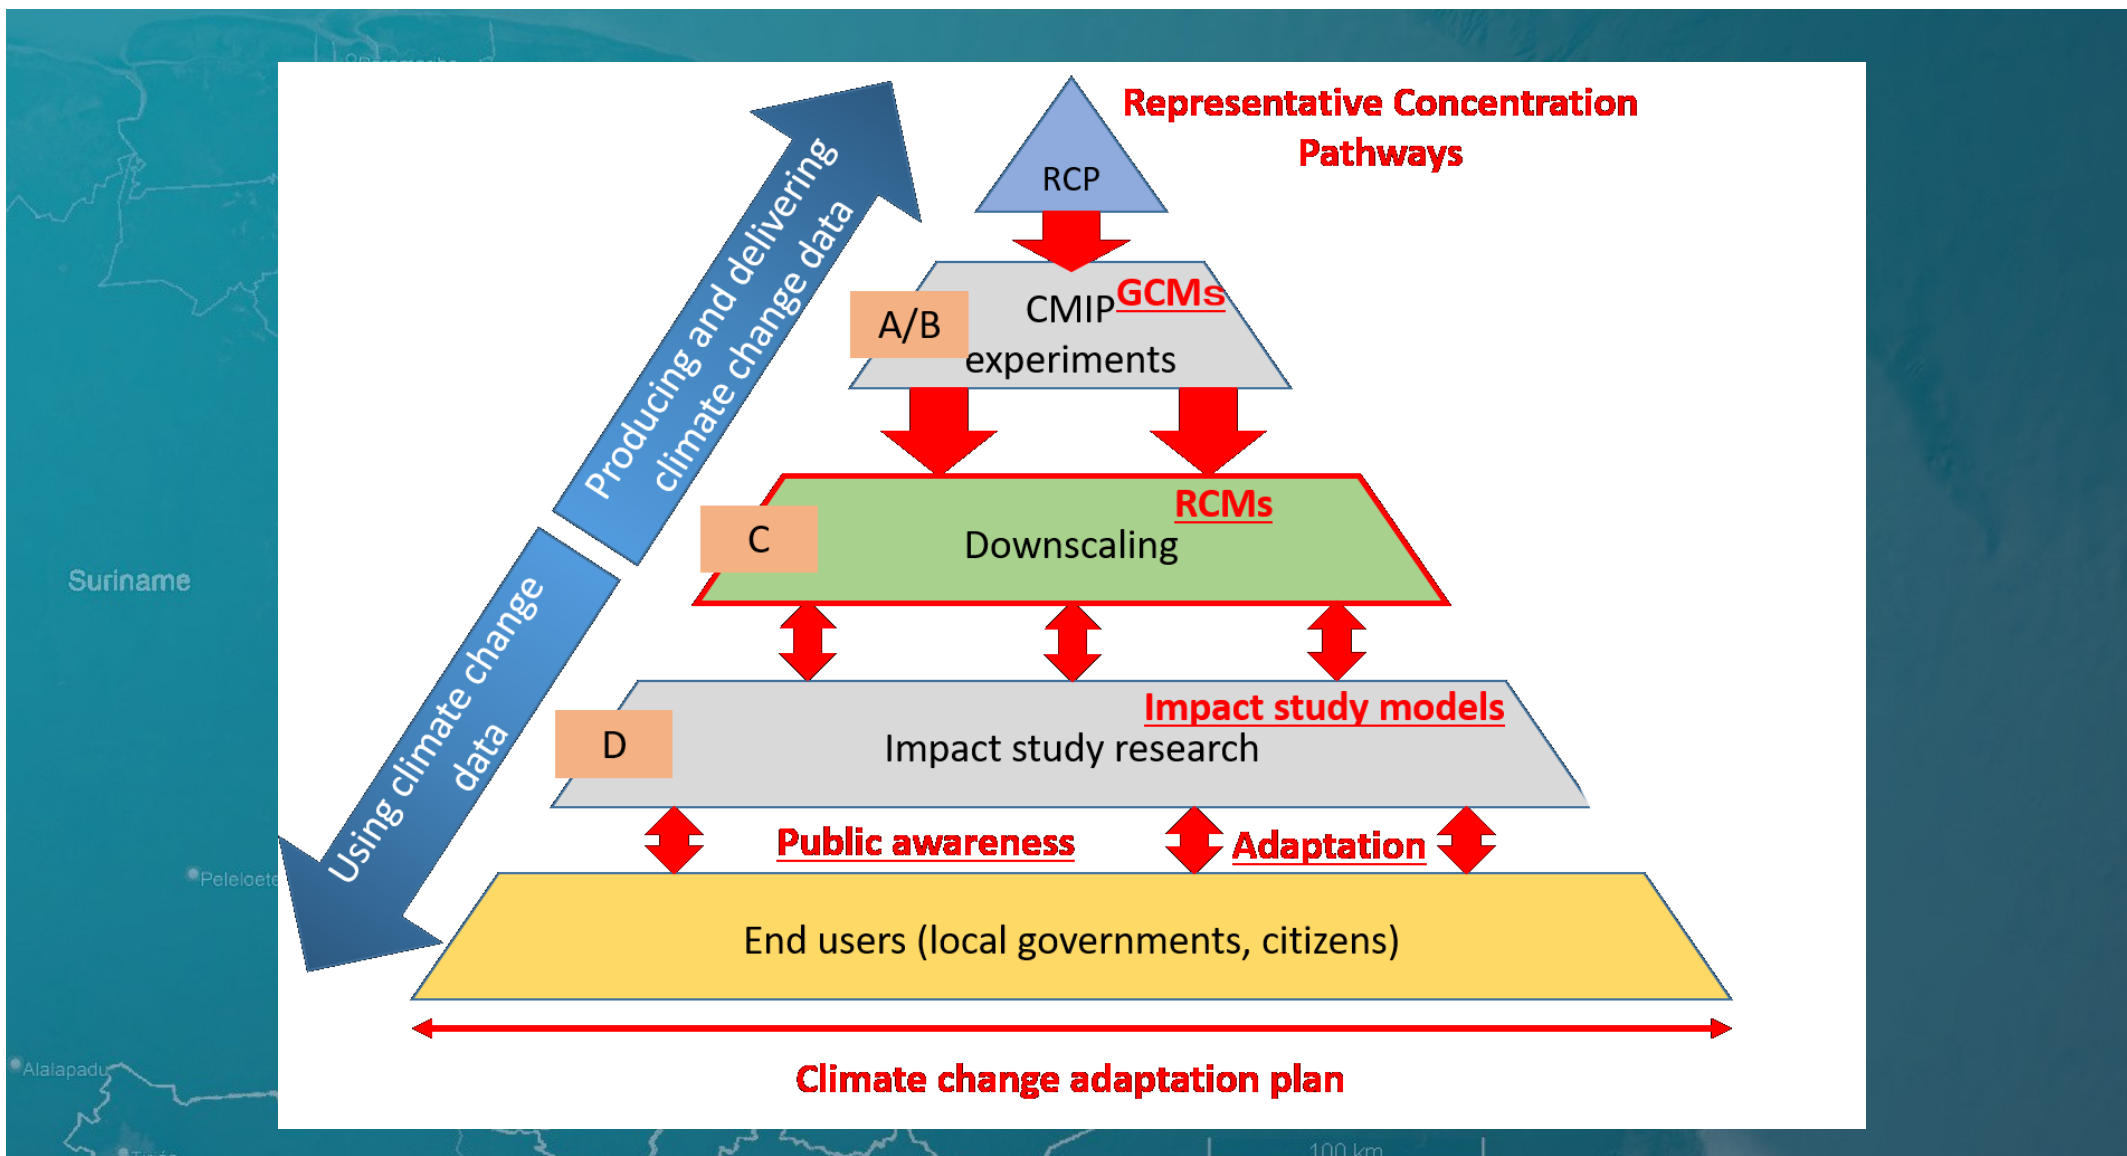 Representative Concentration
Pathways
RCP
Producing and delivering
climate change data
GCMs
CMIP
A/B
experiments
RCMs
C
Downscaling
Suriname
Using climate change
data
Impact study models
D
Impact study research
Public awareness
Adaptation
End users (local governments, citizens)
Climate change adaptation plan
Alalapadu
100 km